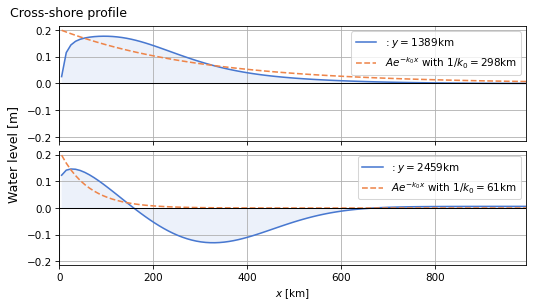 Cross-shore profile
Water level [m]
0.2
0.1
0.0
−0.1
−0.2
: y = 1389km
Ae^{−k₀x} with 1/k₀ = 298km
0.2
0.1
0.0
−0.1
−0.2
: y = 2459km
Ae^{−k₀x} with 1/k₀ = 61km
0 200 400 600 800
x [km]